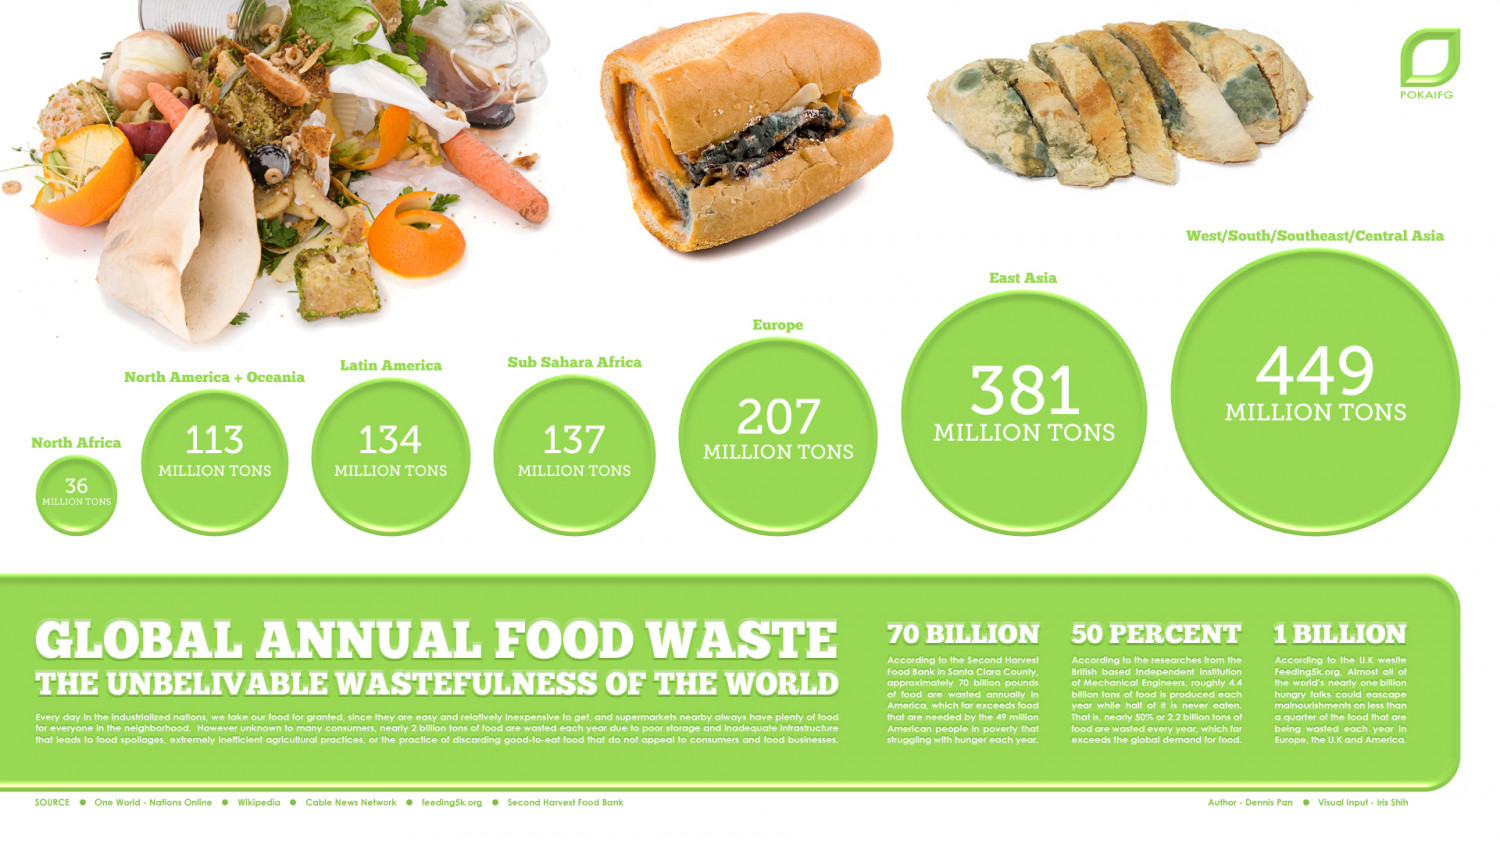 POKAIFG
West/South/Southeast/Central Asia
449
MILLION TONS
East Asia
381
MILLION TONS
Europe
207
MILLION TONS
Sub Sahara Africa
137
MILLION TONS
Latin America
134
MILLION TONS
North America + Oceania
113
MILLION TONS
North Africa
36
MILLION TONS
GLOBAL ANNUAL FOOD WASTE
THE UNBELIVABLE WASTEFULNESS OF THE WORLD
Every day in the industrialized nations, we take our food for granted, since they are easy and relatively inexpensive to get, and supermarkets nearby always have plenty of food
for everyone in the neighborhood. However unknown to many consumers, nearly 2 billion tons of food are wasted each year due to poor storage and inadequate infrastructure
that leads to food spoilages, extremely inefficient agricultural practices, or the practice of discarding good-to-eat food that do not appeal to consumers and food businesses.
70 BILLION
According to the Second Harvest
Food Bank in Santa Clara County,
approximately 70 billion pounds
of food are wasted annually in
America, which far exceeds food
that are needed by the 49 million
American people in poverty that
struggling with hunger each year.
50 PERCENT
According to the researches from the
British based Independent Institution
of Mechanical Engineers, roughly 4.4
billion tons of food is produced each
year while half of it is never eaten.
That is, nearly 50% or 2.2 billion tons of
food are wasted every year, which far
exceeds the global demand for food.
1 BILLION
According to the U.K wesite
Feeding5k.org, Almost all of
the world's nearly one billion
hungry folks could eascape
malnourishments on less than
a quarter of the food that are
being wasted each year in
Europe, the U.K and America.
SOURCE ● One World - Nations Online ● Wikipedia ● Cable News Network ● feeding5k.org ● Second Harvest Food Bank
Author - Dennis Pan ● Visual Input - Iris Shih